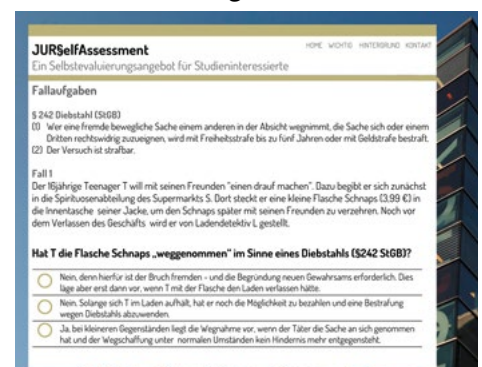 JUR§elfAssessment
HOME WICHTIG HINTERGRUND KONTAKT
Ein Selbstevaluierungsangebot für Studieninteressierte
Fallaufgaben
§ 242 Diebstahl (StGB)
(1) Wer eine fremde bewegliche Sache einem anderen in der Absicht wegnimmt, die Sache sich oder einem
Dritten rechtswidrig zuzueignen, wird mit Freiheitsstrafe bis zu fünf Jahren oder mit Geldstrafe bestraft.
(2) Der Versuch ist strafbar.
Fall 1
Der 16jährige Teenager T will mit seinen Freunden "einen drauf machen". Dazu begibt er sich zunächst
in die Spirituosenabteilung des Supermarkts S. Dort steckt er eine kleine Flasche Schnaps (3,99 €) in
die Innentasche seiner Jacke, um den Schnaps später mit seinen Freunden zu verzehren. Noch vor
dem Verlassen des Geschäfts wird er von Ladendetektiv L gestellt.
Hat T die Flasche Schnaps „weggenommen" im Sinne eines Diebstahls (§242 StGB)?
Nein, denn hierfür ist der Bruch fremden - und die Begründung neuen Gewahrsams erforderlich. Dies
läge aber erst dann vor, wenn T mit der Flasche den Laden verlassen hätte.
Nein. Solange sich T im Laden aufhält, hat er noch die Möglichkeit zu bezahlen und eine Bestrafung
wegen Diebstahls abzuwenden.
Ja, bei kleineren Gegenständen liegt die Wegnahme vor, wenn der Täter die Sache an sich genommen
hat und der Wegschaffung unter normalen Umständen kein Hindernis mehr entgegensteht.